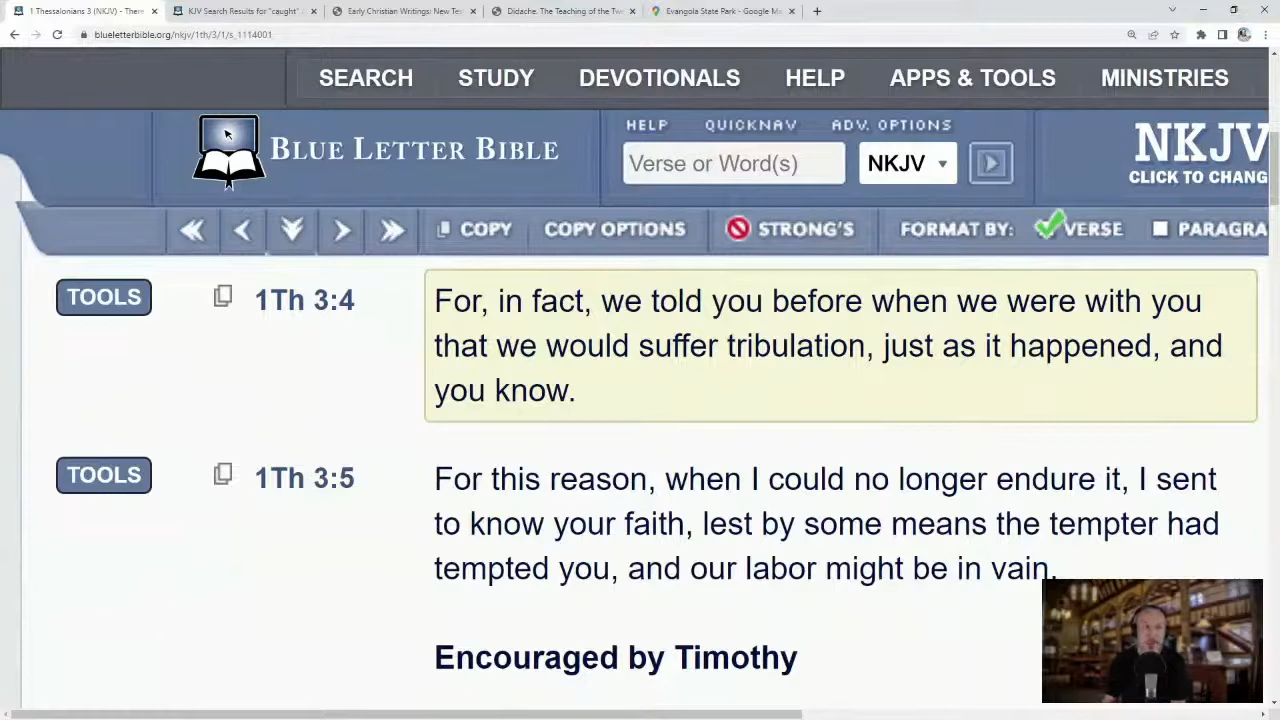 1 Thessalonians 3 (NKJV) - There
KJV Search Results for "caught"
Early Christian Writings: New Tes
Didache. The Teaching of the Tw
Evangola State Park - Google Ma
blueletterbible.org/nkjv/1th/3/1/s_1114001
SEARCH STUDY DEVOTIONALS HELP APPS & TOOLS MINISTRIES
HELP QUICKNAV ADV. OPTIONS
BLUE LETTER BIBLE
Verse or Word(s) NKJV
NKJV
CLICK TO CHANG
COPY COPY OPTIONS STRONG'S FORMAT BY: VERSE PARAGRA
TOOLS 1Th 3:4
For, in fact, we told you before when we were with you
that we would suffer tribulation, just as it happened, and
you know.
TOOLS 1Th 3:5
For this reason, when I could no longer endure it, I sent
to know your faith, lest by some means the tempter had
tempted you, and our labor might be in vain.
Encouraged by Timothy